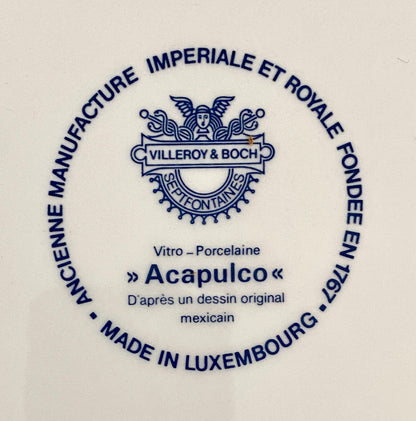 ANCIENNE MANUFACTURE IMPERIALE ET ROYALE FONDEE EN 1767
VILLEROY & BOCH
SEPTFONTAINES
Vitro – Porcelaine
» Acapulco «
D'après un dessin original
mexicain
• MADE IN LUXEMBOURG •